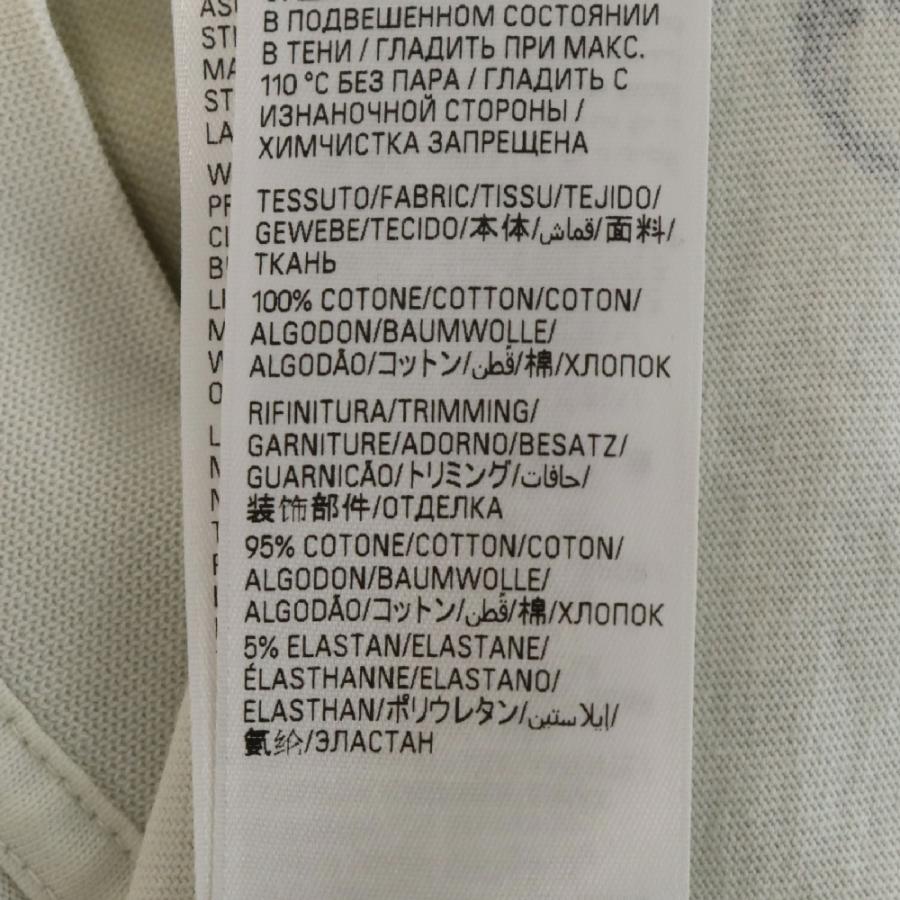 В ПОДВЕШЕННОМ СОСТОЯНИИ
В ТЕНИ / ГЛАДИТЬ ПРИ МАКС.
110 °C БЕЗ ПАРА / ГЛАДИТЬ С
ИЗНАНОЧНОЙ СТОРОНЫ /
ХИМЧИСТКА ЗАПРЕЩЕНА
TESSUTO/FABRIC/TISSU/TEJIDO/
GEWEBE/TECIDO/本体/قماش/面料/
ТКАНЬ
100% COTONE/COTTON/COTON/
ALGODON/BAUMWOLLE/
ALGODÃO/コットン/قُطن/棉/ХЛОПОК
RIFINITURA/TRIMMING/
GARNITURE/ADORNO/BESATZ/
GUARNICÃO/トリミング/حافات/
装饰部件/ОТДЕЛКА
95% COTONE/COTTON/COTON/
ALGODON/BAUMWOLLE/
ALGODÃO/コットン/قُطن/棉/ХЛОПОК
5% ELASTAN/ELASTANE/
ÉLASTHANNE/ELASTANO/
ELASTHAN/ポリウレタン/إيلاستين/
氨纶/ЭЛАСТАН